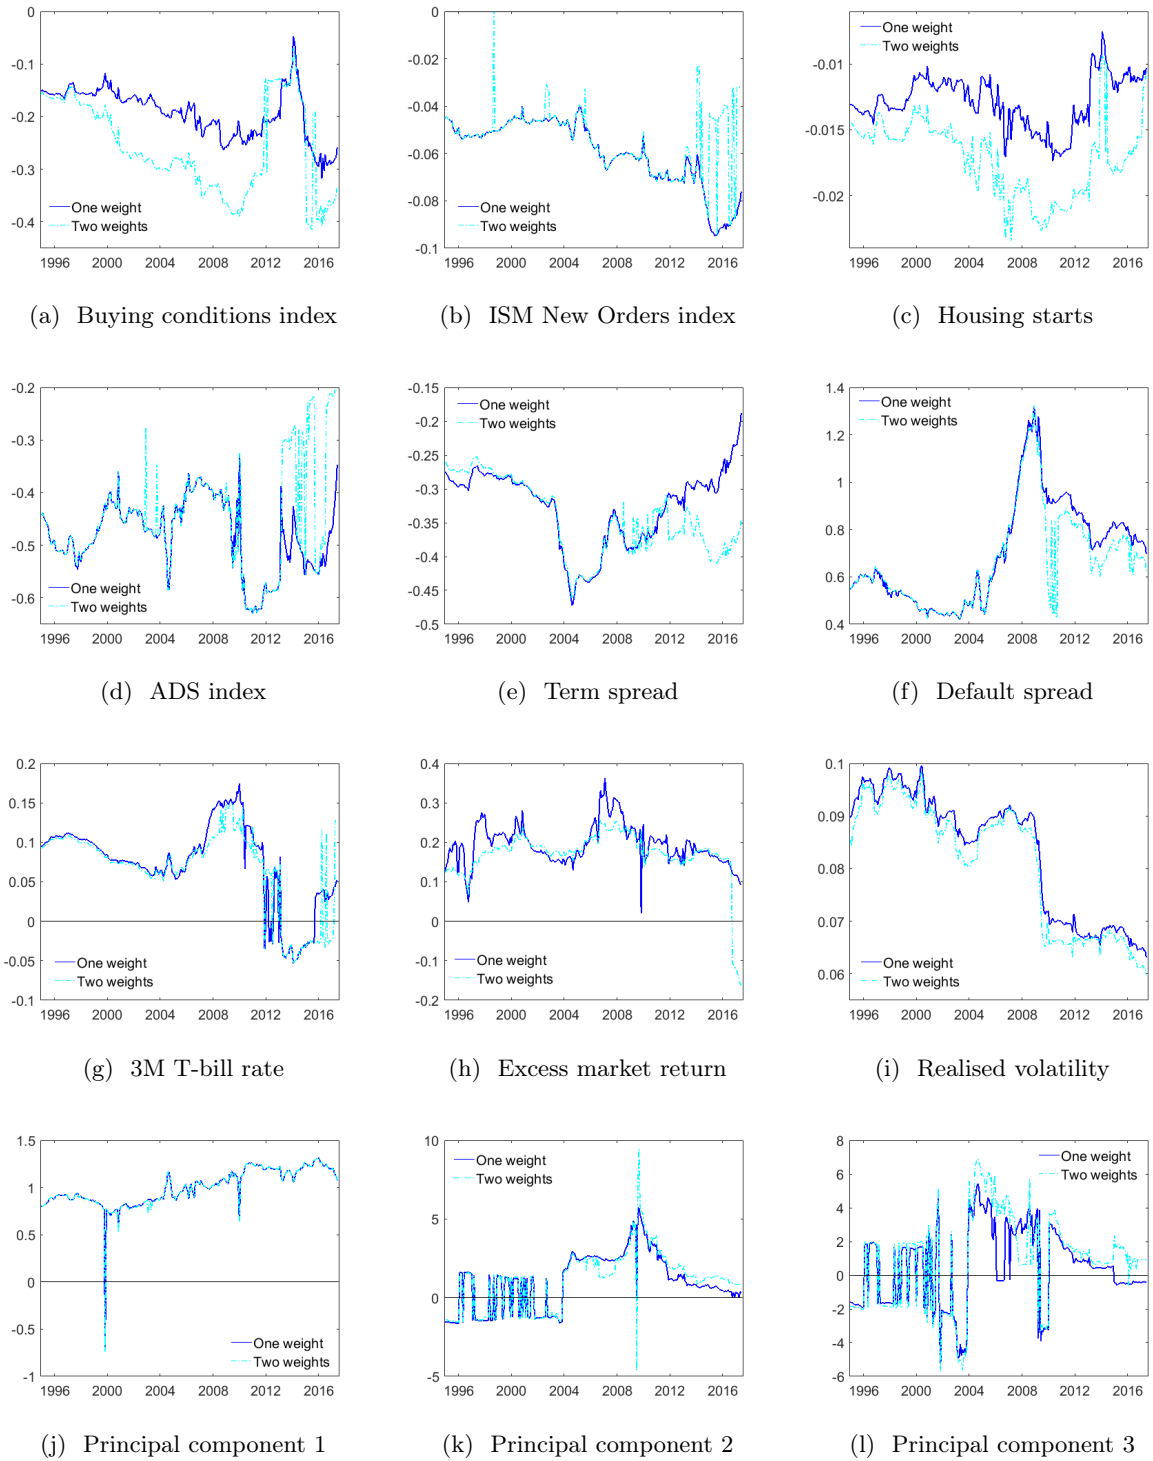 0
-0.1
-0.2
-0.3
-0.4
One weight
Two weights
1996 2000 2004 2008 2012 2016
(a) Buying conditions index
0
-0.02
-0.04
-0.06
-0.08
-0.1
One weight
Two weights
1996 2000 2004 2008 2012 2016
(b) ISM New Orders index
-0.01
-0.015
-0.02
One weight
Two weights
1996 2000 2004 2008 2012 2016
(c) Housing starts
-0.2
-0.3
-0.4
-0.5
-0.6
One weight
Two weights
1996 2000 2004 2008 2012 2016
(d) ADS index
-0.15
-0.2
-0.25
-0.3
-0.35
-0.4
-0.45
-0.5
One weight
Two weights
1996 2000 2004 2008 2012 2016
(e) Term spread
1.4
1.2
1
0.8
0.6
0.4
One weight
Two weights
1996 2000 2004 2008 2012 2016
(f) Default spread
0.2
0.15
0.1
0.05
0
-0.05
-0.1
One weight
Two weights
1996 2000 2004 2008 2012 2016
(g) 3M T-bill rate
0.4
0.3
0.2
0.1
0
-0.1
-0.2
One weight
Two weights
1996 2000 2004 2008 2012 2016
(h) Excess market return
0.1
0.09
0.08
0.07
0.06
One weight
Two weights
1996 2000 2004 2008 2012 2016
(i) Realised volatility
1.5
1
0.5
0
-0.5
-1
One weight
Two weights
1996 2000 2004 2008 2012 2016
(j) Principal component 1
10
5
0
-5
One weight
Two weights
1996 2000 2004 2008 2012 2016
(k) Principal component 2
8
6
4
2
0
-2
-4
-6
One weight
Two weights
1996 2000 2004 2008 2012 2016
(l) Principal component 3